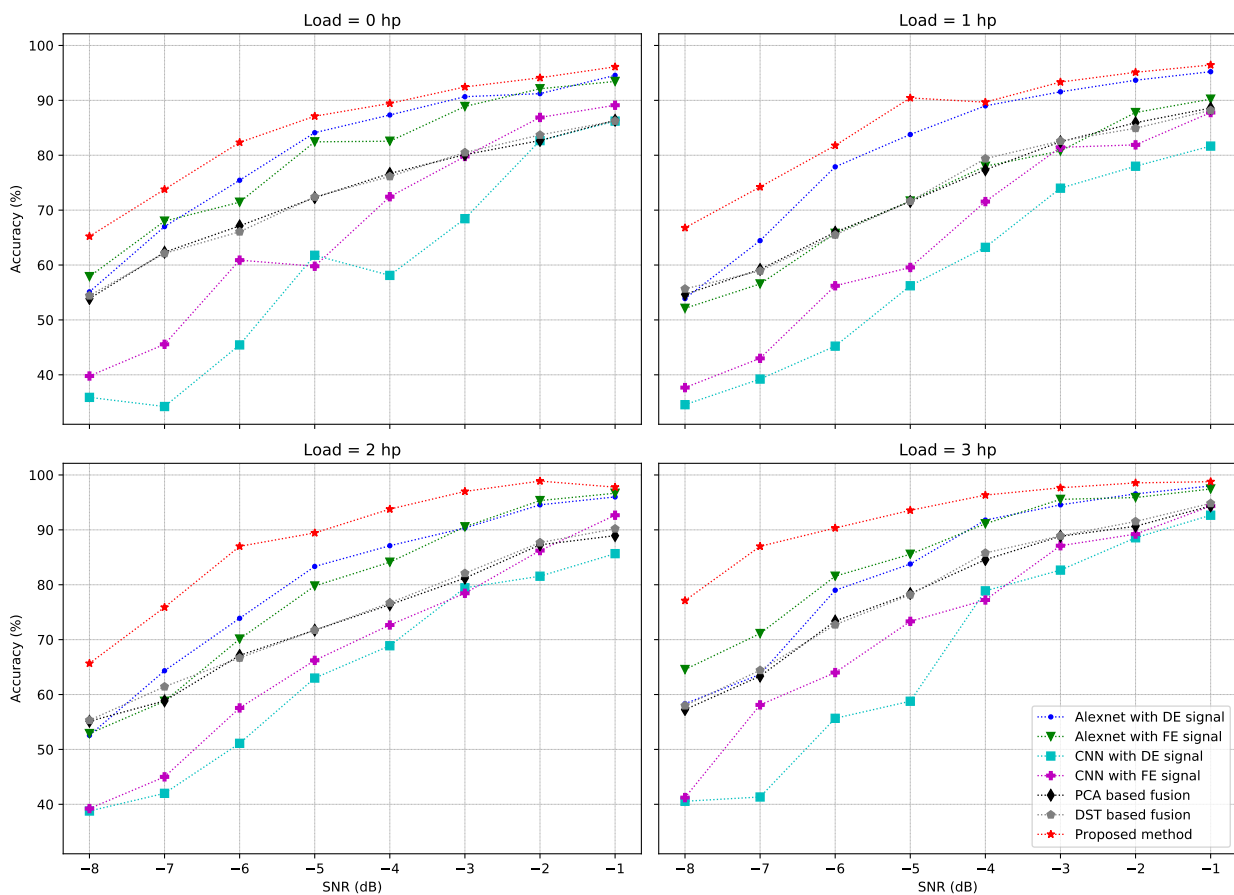 Load = 0 hp
Load = 1 hp
100
90
80
70
60
50
40
Accuracy (%)
Load = 2 hp
Load = 3 hp
100
90
80
70
60
50
40
Accuracy (%)
−8 −7 −6 −5 −4 −3 −2 −1
SNR (dB)
−8 −7 −6 −5 −4 −3 −2 −1
SNR (dB)
Alexnet with DE signal
Alexnet with FE signal
CNN with DE signal
CNN with FE signal
PCA based fusion
DST based fusion
Proposed method